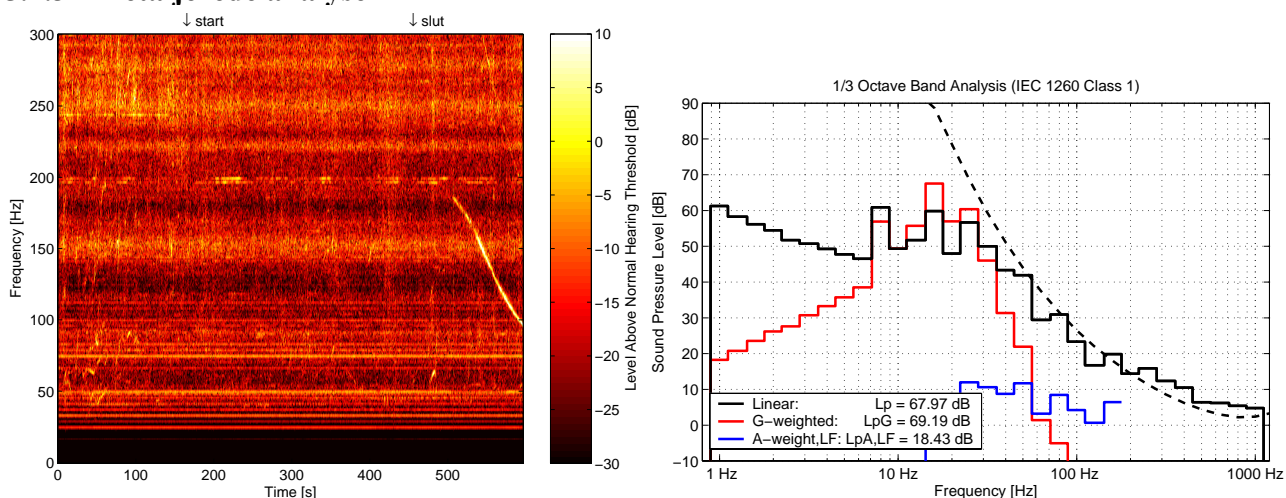 ↓ start
↓ slut
300
250
200
150
100
50
0
Frequency [Hz]
0
100
200
300
400
500
Time [s]
10
5
0
−5
−10
−15
−20
−25
−30
Level Above Normal Hearing Threshold [dB]
1/3 Octave Band Analysis (IEC 1260 Class 1)
90
80
70
60
50
40
30
20
10
0
−10
Sound Pressure Level [dB]
Linear: Lp = 67.97 dB
G−weighted: LpG = 69.19 dB
A−weight,LF: LpA,LF = 18.43 dB
1 Hz
10 Hz
100 Hz
1000 Hz
Frequency [Hz]